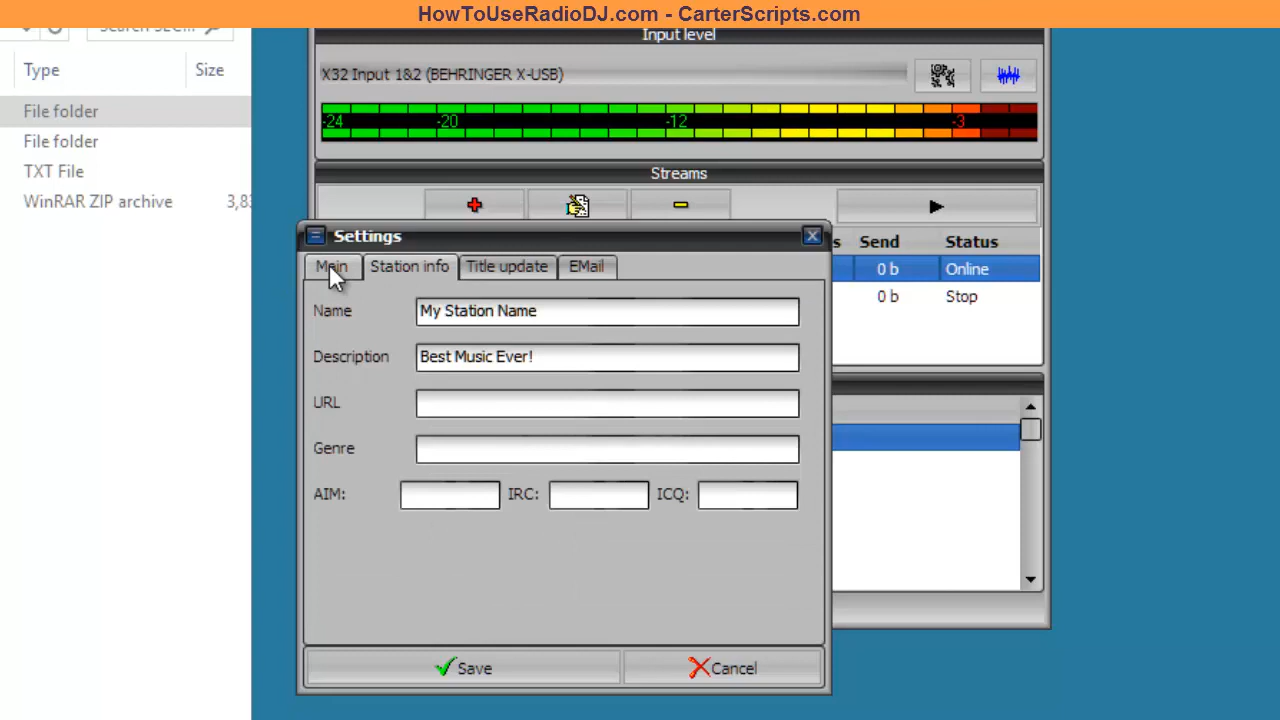 HowToUseRadioDJ.com - CarterScripts.com
Input level
Type Size
X32 Input 1&2 (BEHRINGER X-USB)
File folder
-24 -20 -12 -3
File folder
TXT File
Streams
WinRAR ZIP archive 3,83
Settings
s Send Status
Main Station info Title update EMail
0 b Online
0 b Stop
Name My Station Name
Description Best Music Ever!
URL
Genre
AIM: IRC: ICQ:
Save Cancel